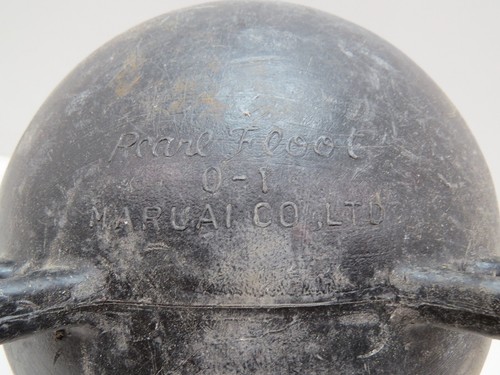 Pearl Float
O-1
MARUAI CO.,LTD